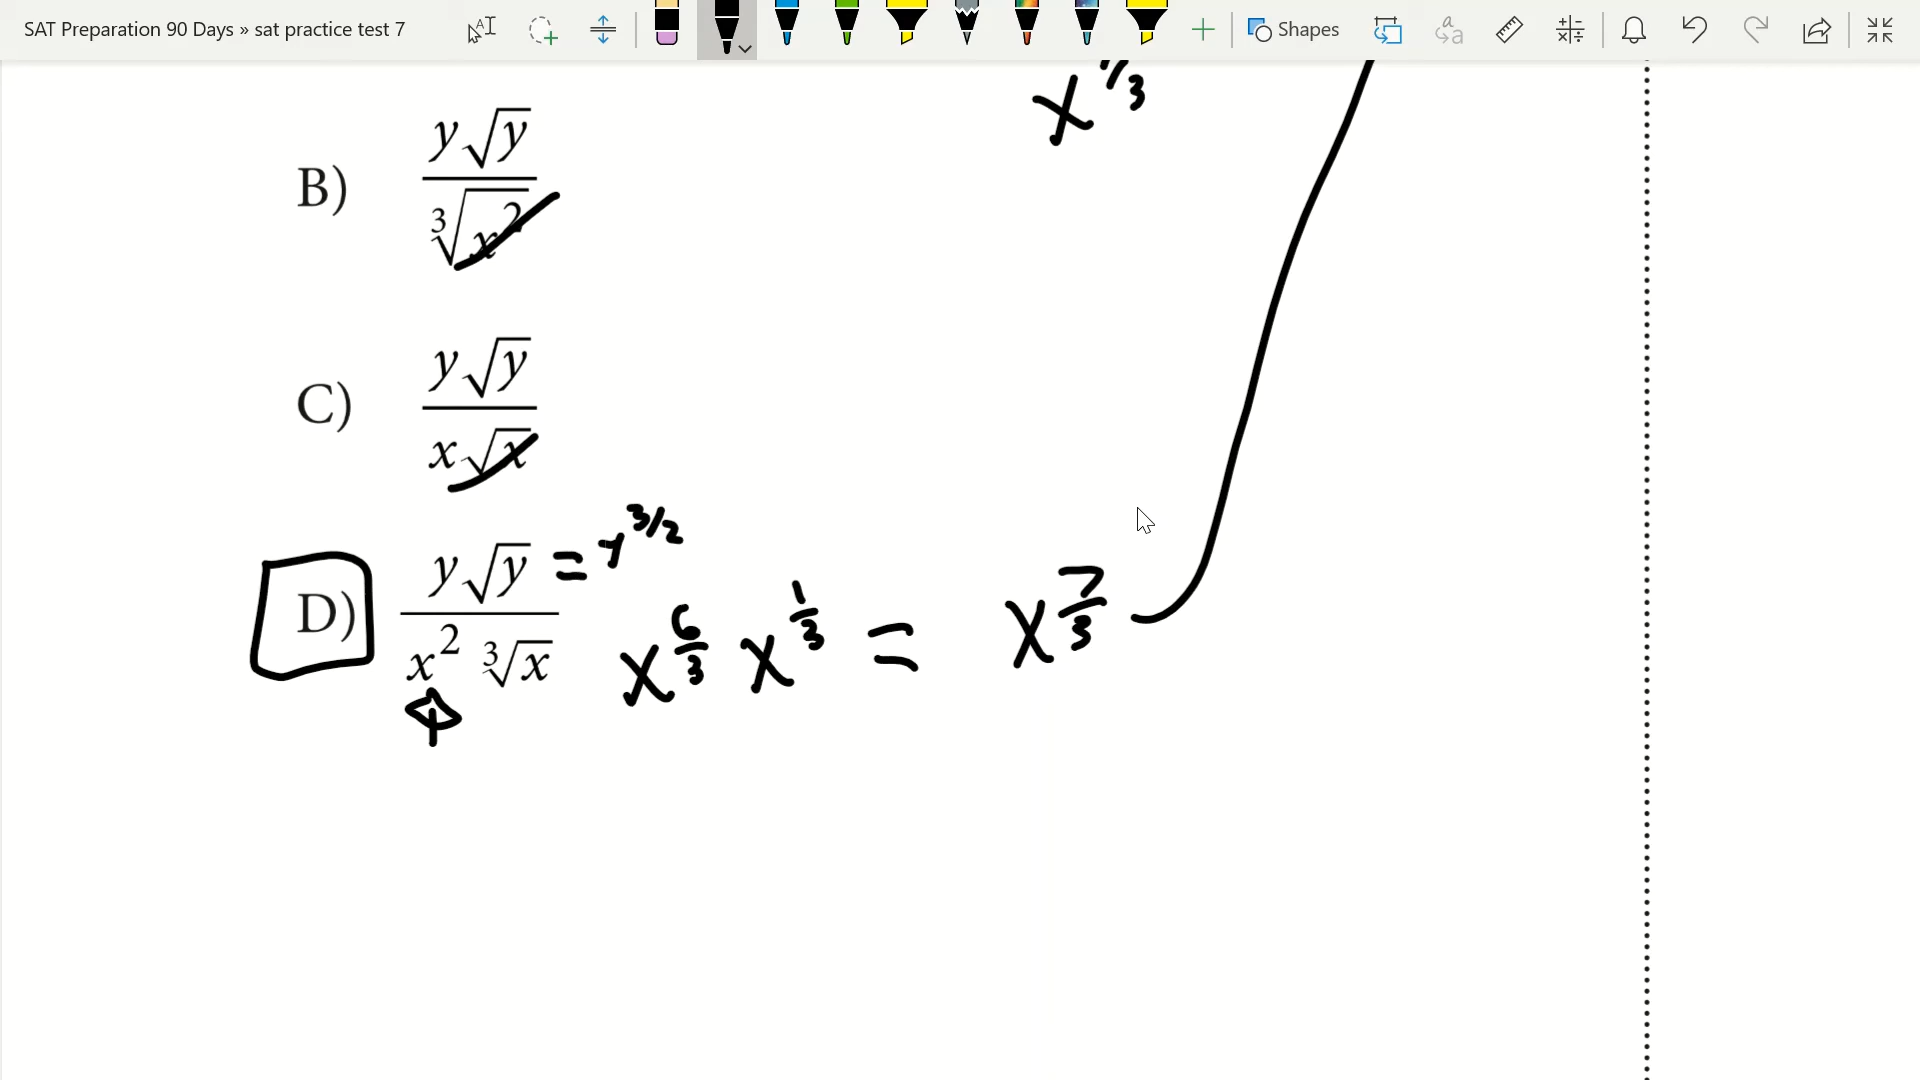 SAT Preparation 90 Days » sat practice test 7
Shapes
x^7/3
B) y√y / ∛x²
C) y√y / x√x
D) y√y / x² ∛x
= y^3/2
x^6/3 x^1/3 = x^7/3